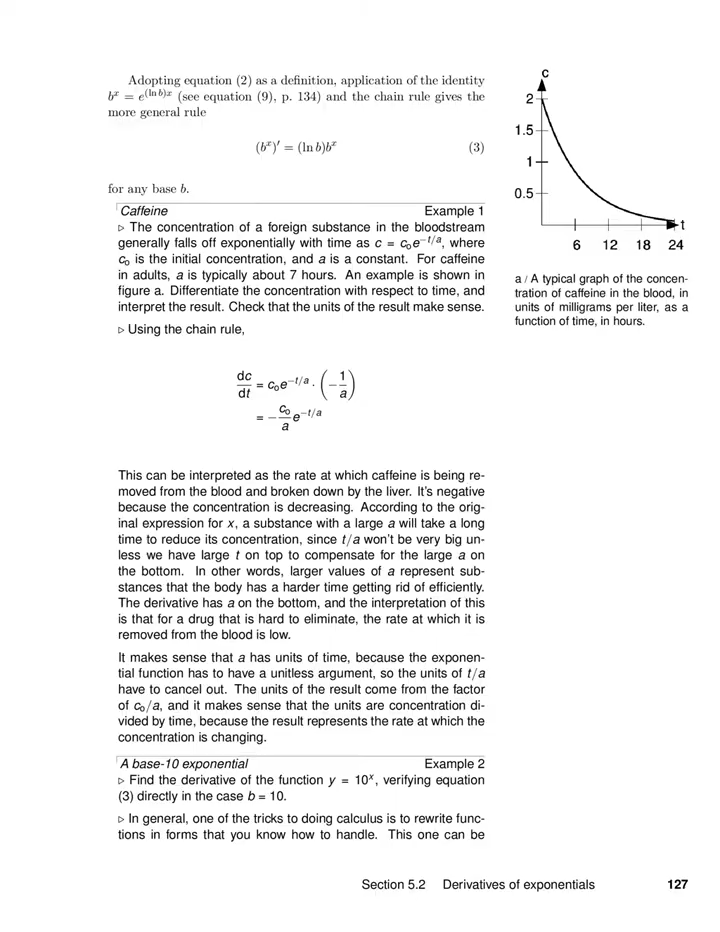 Adopting equation (2) as a definition, application of the identity
bˣ = e^(ln b)x (see equation (9), p. 134) and the chain rule gives the
more general rule
(bˣ)′ = (ln b)bˣ (3)
for any base b.
Caffeine Example 1
▷ The concentration of a foreign substance in the bloodstream
generally falls off exponentially with time as c = c₀e^−t/a, where
c₀ is the initial concentration, and a is a constant. For caffeine
in adults, a is typically about 7 hours. An example is shown in
figure a. Differentiate the concentration with respect to time, and
interpret the result. Check that the units of the result make sense.
▷ Using the chain rule,
dc/dt = c₀e^−t/a · (−1/a)
= −c₀/a e^−t/a
This can be interpreted as the rate at which caffeine is being re-
moved from the blood and broken down by the liver. It's negative
because the concentration is decreasing. According to the orig-
inal expression for x, a substance with a large a will take a long
time to reduce its concentration, since t/a won't be very big un-
less we have large t on top to compensate for the large a on
the bottom. In other words, larger values of a represent sub-
stances that the body has a harder time getting rid of efficiently.
The derivative has a on the bottom, and the interpretation of this
is that for a drug that is hard to eliminate, the rate at which it is
removed from the blood is low.
It makes sense that a has units of time, because the exponen-
tial function has to have a unitless argument, so the units of t/a
have to cancel out. The units of the result come from the factor
of c₀/a, and it makes sense that the units are concentration di-
vided by time, because the result represents the rate at which the
concentration is changing.
A base-10 exponential Example 2
▷ Find the derivative of the function y = 10ˣ, verifying equation
(3) directly in the case b = 10.
▷ In general, one of the tricks to doing calculus is to rewrite func-
tions in forms that you know how to handle. This one can be
c
2
1.5
1
0.5
t
6 12 18 24
a / A typical graph of the concen-
tration of caffeine in the blood, in
units of milligrams per liter, as a
function of time, in hours.
Section 5.2 Derivatives of exponentials 127